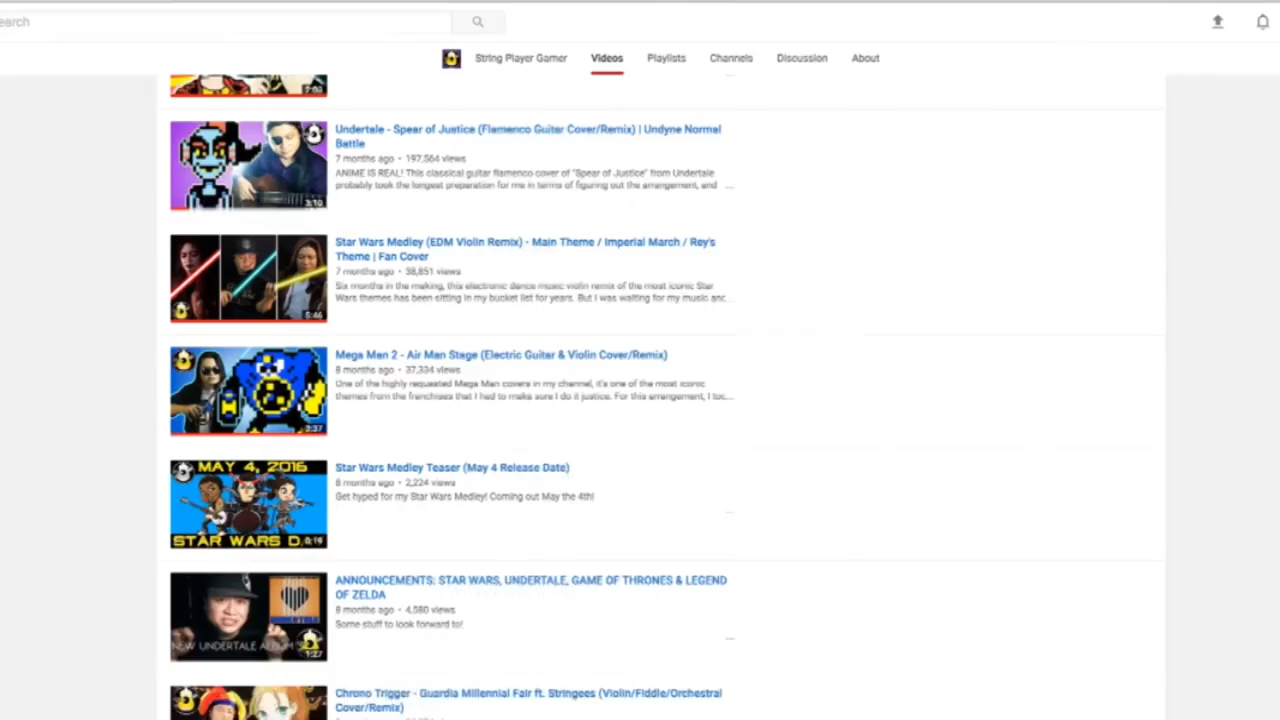 earch
String Player Gamer
Videos
Playlists
Channels
Discussion
About
Undertale - Spear of Justice (Flamenco Guitar Cover/Remix) | Undyne Normal
Battle
7 months ago • 197,564 views
ANIME IS REAL! This classical guitar flamenco cover of "Spear of Justice" from Undertale
probably took the longest preparation for me in terms of figuring out the arrangement, and ...
3:10
Star Wars Medley (EDM Violin Remix) - Main Theme / Imperial March / Rey's
Theme | Fan Cover
7 months ago • 38,851 views
Six months in the making, this electronic dance music violin remix of the most iconic Star
Wars themes has been sitting in my bucket list for years. But I was waiting for my music and...
5:46
Mega Man 2 - Air Man Stage (Electric Guitar & Violin Cover/Remix)
8 months ago • 37,334 views
One of the highly requested Mega Man covers in my channel, it's one of the most iconic
themes from the franchises that I had to make sure I do it justice. For this arrangement, I toc...
2:37
MAY 4, 2016
STAR WARS D.
0:19
Star Wars Medley Teaser (May 4 Release Date)
8 months ago • 2,224 views
Get hyped for my Star Wars Medley! Coming out May the 4th!
...
NEW UNDERTALE ALBUM
1:27
ANNOUNCEMENTS: STAR WARS, UNDERTALE, GAME OF THRONES & LEGEND
OF ZELDA
8 months ago • 4,580 views
Some stuff to look forward to!
...
Chrono Trigger - Guardia Millennial Fair ft. Stringees (Violin/Fiddle/Orchestral
Cover/Remix)